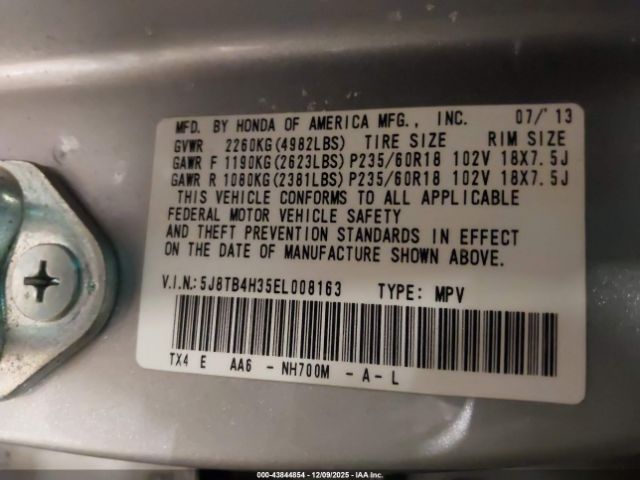 MFD. BY HONDA OF AMERICA MFG., INC. 07/'13
GVWR 2260KG(4982LBS) TIRE SIZE RIM SIZE
GAWR F 1190KG(2623LBS) P235/60R18 102V 18X7.5J
GAWR R 1080KG(2381LBS) P235/60R18 102V 18X7.5J
THIS VEHICLE CONFORMS TO ALL APPLICABLE
FEDERAL MOTOR VEHICLE SAFETY
AND THEFT PREVENTION STANDARDS IN EFFECT
ON THE DATE OF MANUFACTURE SHOWN ABOVE.
V.I.N.:5J8TB4H35EL008163 TYPE: MPV
TX4 E AA6 - NH700M - A - L
000-43844854 | 12/09/2025 - IAA Inc.